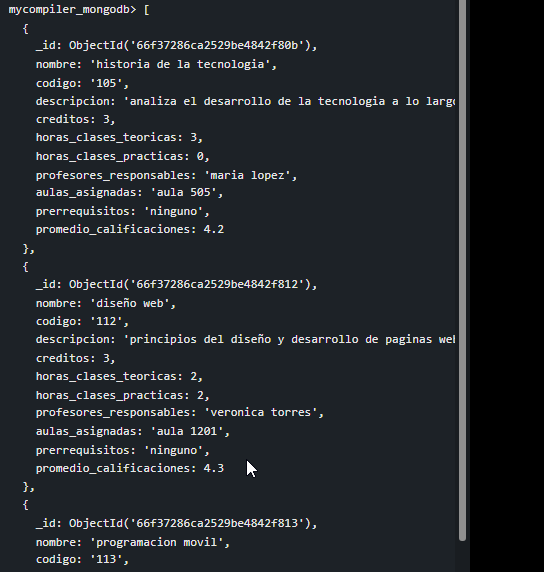 mycompiler_mongodb> [
{
_id: ObjectId('66f37286ca2529be4842f80b'),
nombre: 'historia de la tecnologia',
codigo: '105',
descripcion: 'analiza el desarrollo de la tecnologia a lo largo
creditos: 3,
horas_clases_teoricas: 3,
horas_clases_practicas: 0,
profesores_responsables: 'maria lopez',
aulas_asignadas: 'aula 505',
prerrequisitos: 'ninguno',
promedio_calificaciones: 4.2
},
{
_id: ObjectId('66f37286ca2529be4842f812'),
nombre: 'diseño web',
codigo: '112',
descripcion: 'principios del diseño y desarrollo de paginas web
creditos: 3,
horas_clases_teoricas: 2,
horas_clases_practicas: 2,
profesores_responsables: 'veronica torres',
aulas_asignadas: 'aula 1201',
prerrequisitos: 'ninguno',
promedio_calificaciones: 4.3
},
{
_id: ObjectId('66f37286ca2529be4842f813'),
nombre: 'programacion movil',
codigo: '113',